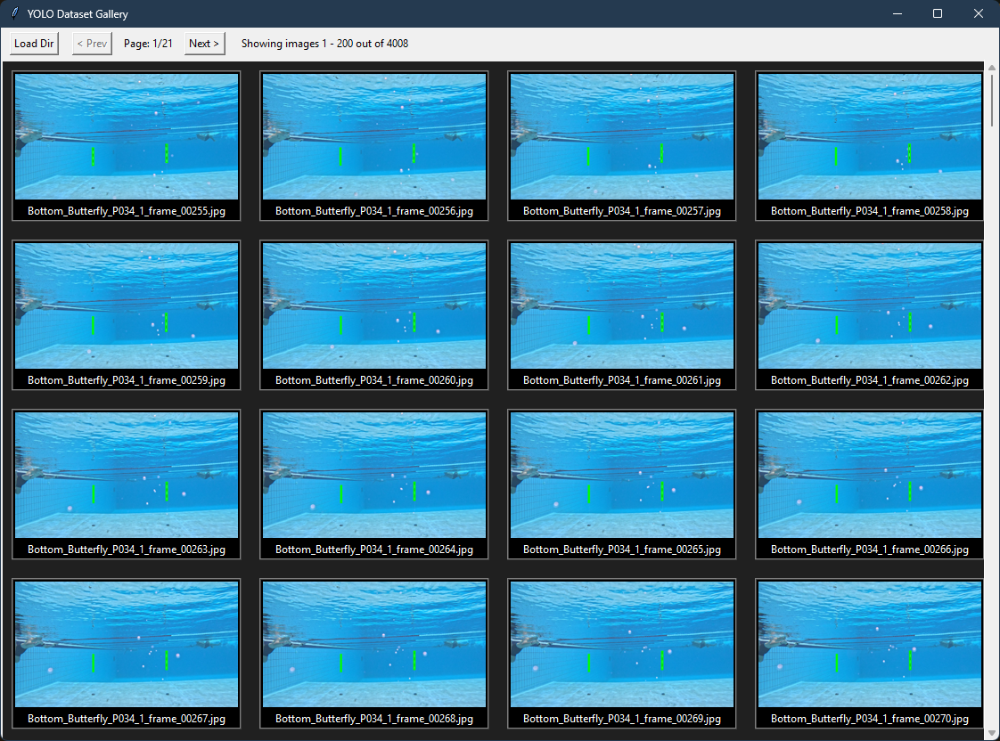 YOLO Dataset Gallery
Load Dir < Prev Page: 1/21 Next > Showing images 1 - 200 out of 4008
Bottom_Butterfly_P034_1_frame_00255.jpg Bottom_Butterfly_P034_1_frame_00256.jpg Bottom_Butterfly_P034_1_frame_00257.jpg Bottom_Butterfly_P034_1_frame_00258.jpg
Bottom_Butterfly_P034_1_frame_00259.jpg Bottom_Butterfly_P034_1_frame_00260.jpg Bottom_Butterfly_P034_1_frame_00261.jpg Bottom_Butterfly_P034_1_frame_00262.jpg
Bottom_Butterfly_P034_1_frame_00263.jpg Bottom_Butterfly_P034_1_frame_00264.jpg Bottom_Butterfly_P034_1_frame_00265.jpg Bottom_Butterfly_P034_1_frame_00266.jpg
Bottom_Butterfly_P034_1_frame_00267.jpg Bottom_Butterfly_P034_1_frame_00268.jpg Bottom_Butterfly_P034_1_frame_00269.jpg Bottom_Butterfly_P034_1_frame_00270.jpg